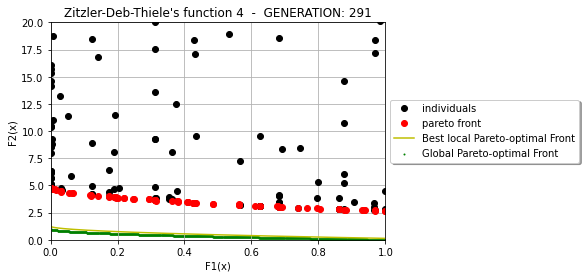 Zitzler-Deb-Thiele's function 4 - GENERATION: 291
20.0
17.5
15.0
12.5
10.0
7.5
5.0
2.5
0.0
F2(x)
0.0 0.2 0.4 0.6 0.8 1.0
F1(x)
individuals
pareto front
Best local Pareto-optimal Front
Global Pareto-optimal Front